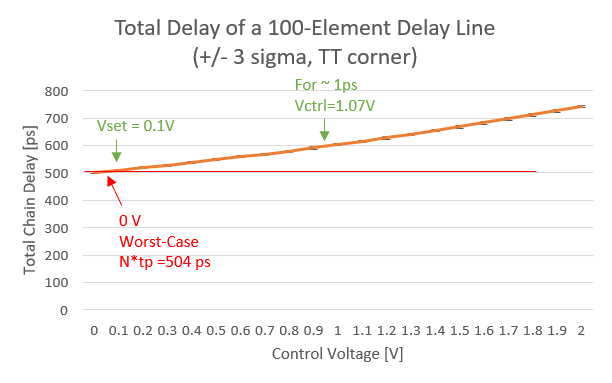 Total Delay of a 100-Element Delay Line
(+/- 3 sigma, TT corner)
For ~ 1ps
Vctrl=1.07V
Vset = 0.1V
0 V
Worst-Case
N*tp =504 ps
Total Chain Delay [ps]
800
700
600
500
400
300
200
100
0
0 0.1 0.2 0.3 0.4 0.5 0.6 0.7 0.8 0.9 1 1.1 1.2 1.3 1.4 1.5 1.6 1.7 1.8 1.9 2
Control Voltage [V]